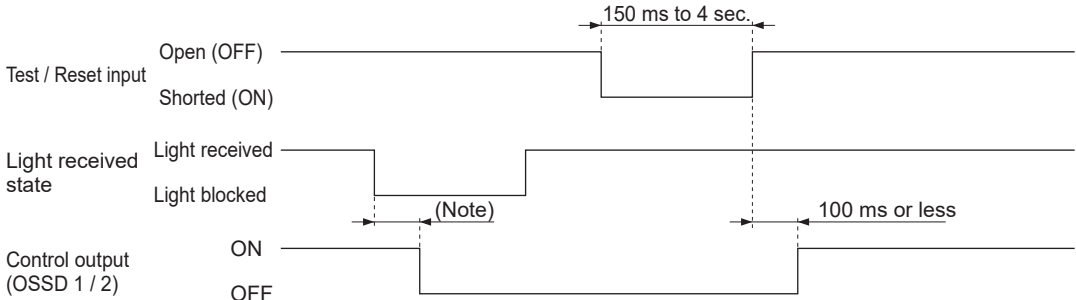 150 ms to 4 sec.
Open (OFF)
Test / Reset input
Shorted (ON)
Light received
Light received
state
Light blocked
(Note)
100 ms or less
ON
Control output
(OSSD 1 / 2)
OFF